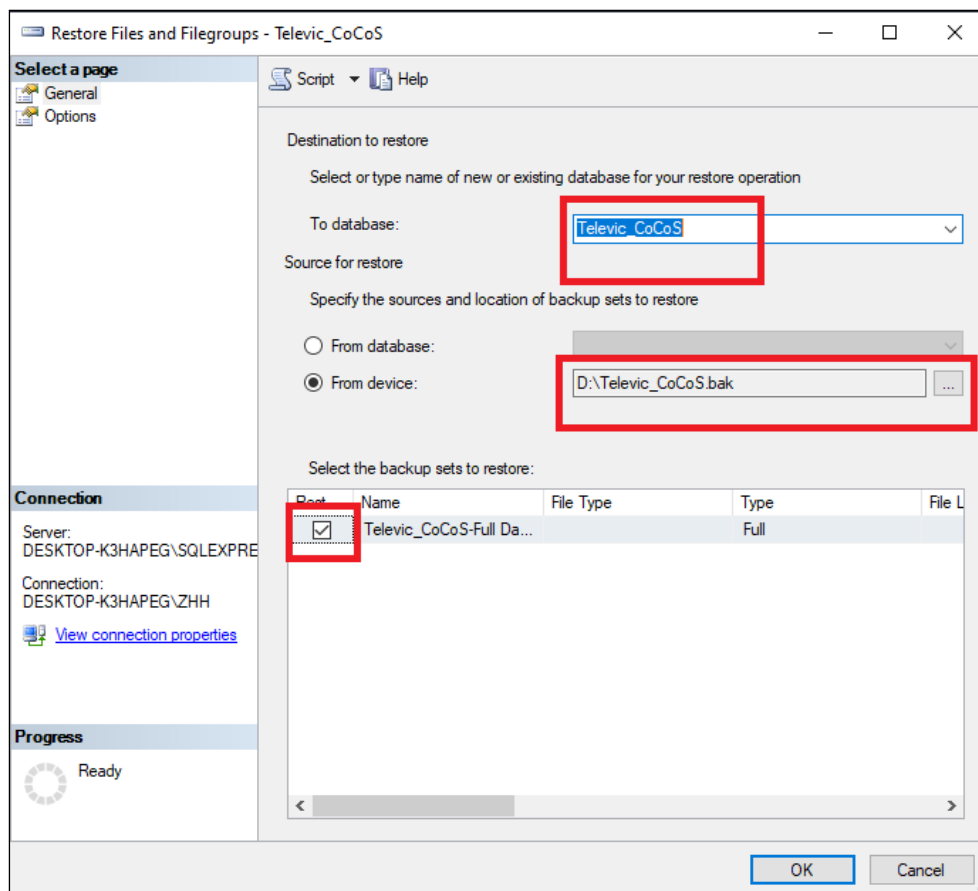 Restore Files and Filegroups - Televic_CoCoS
Select a page
General
Options
Script
Help
Destination to restore
Select or type name of new or existing database for your restore operation
To database:
Televic_CoCoS
Source for restore
Specify the sources and location of backup sets to restore
From database:
From device:
D:\Televic_CoCoS.bak
...
Select the backup sets to restore:
Name File Type Type File L
Televic_CoCoS-Full Da... Full
Connection
Server:
DESKTOP-K3HAPEG\SQLEXPRE
Connection:
DESKTOP-K3HAPEG\ZHH
View connection properties
Progress
Ready
OK Cancel